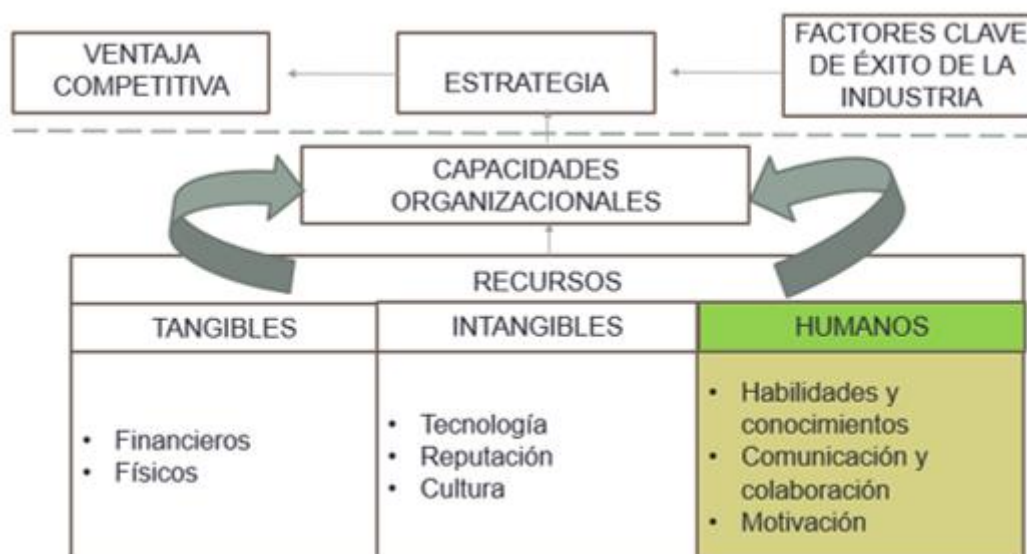 VENTAJA
COMPETITIVA
ESTRATEGIA
FACTORES CLAVE
DE ÉXITO DE LA
INDUSTRIA
CAPACIDADES
ORGANIZACIONALES
RECURSOS
TANGIBLES
INTANGIBLES
HUMANOS
• Financieros
• Físicos
• Tecnología
• Reputación
• Cultura
• Habilidades y
conocimientos
• Comunicación y
colaboración
• Motivación